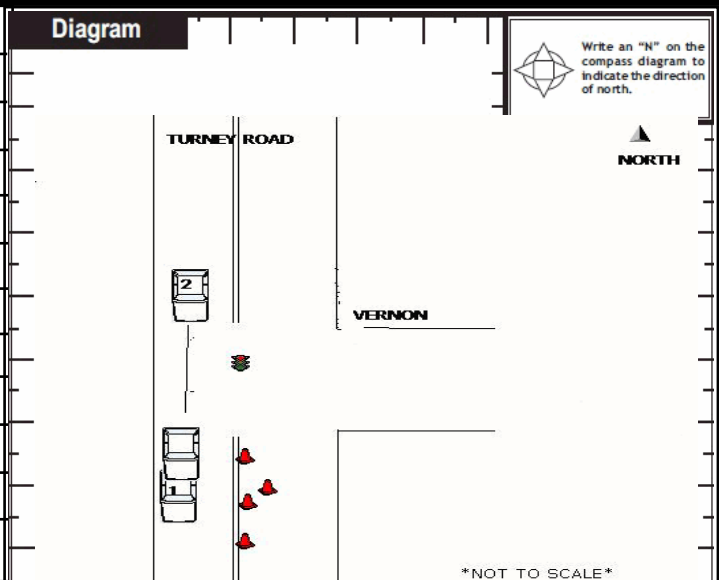 Diagram
Write an “N” on the
compass diagram to
indicate the direction
of north.
TURNEY ROAD
NORTH
2
VERNON
1
*NOT TO SCALE*